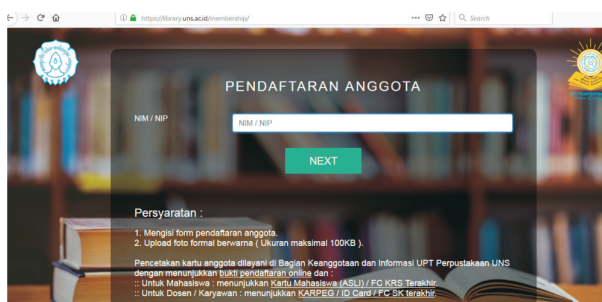 https://library.uns.ac.id/membership/
Search
PENDAFTARAN ANGGOTA
NIM / NIP
NIM / NIP
NEXT
Persyaratan :
1. Mengisi form pendaftaran anggota.
2. Upload foto formal berwarna ( Ukuran maksimal 100KB ).
Pencetakan kartu anggota dilayani di Bagian Keanggotaan dan Informasi UPT Perpustakaan UNS
dengan menunjukkan bukti pendaftaran online dan :
:: Untuk Mahasiswa : menunjukkan Kartu Mahasiswa (ASLI) / FC KRS Terakhir.
:: Untuk Dosen / Karyawan : menunjukkan KARPEG / ID Card / FC SK terakhir.